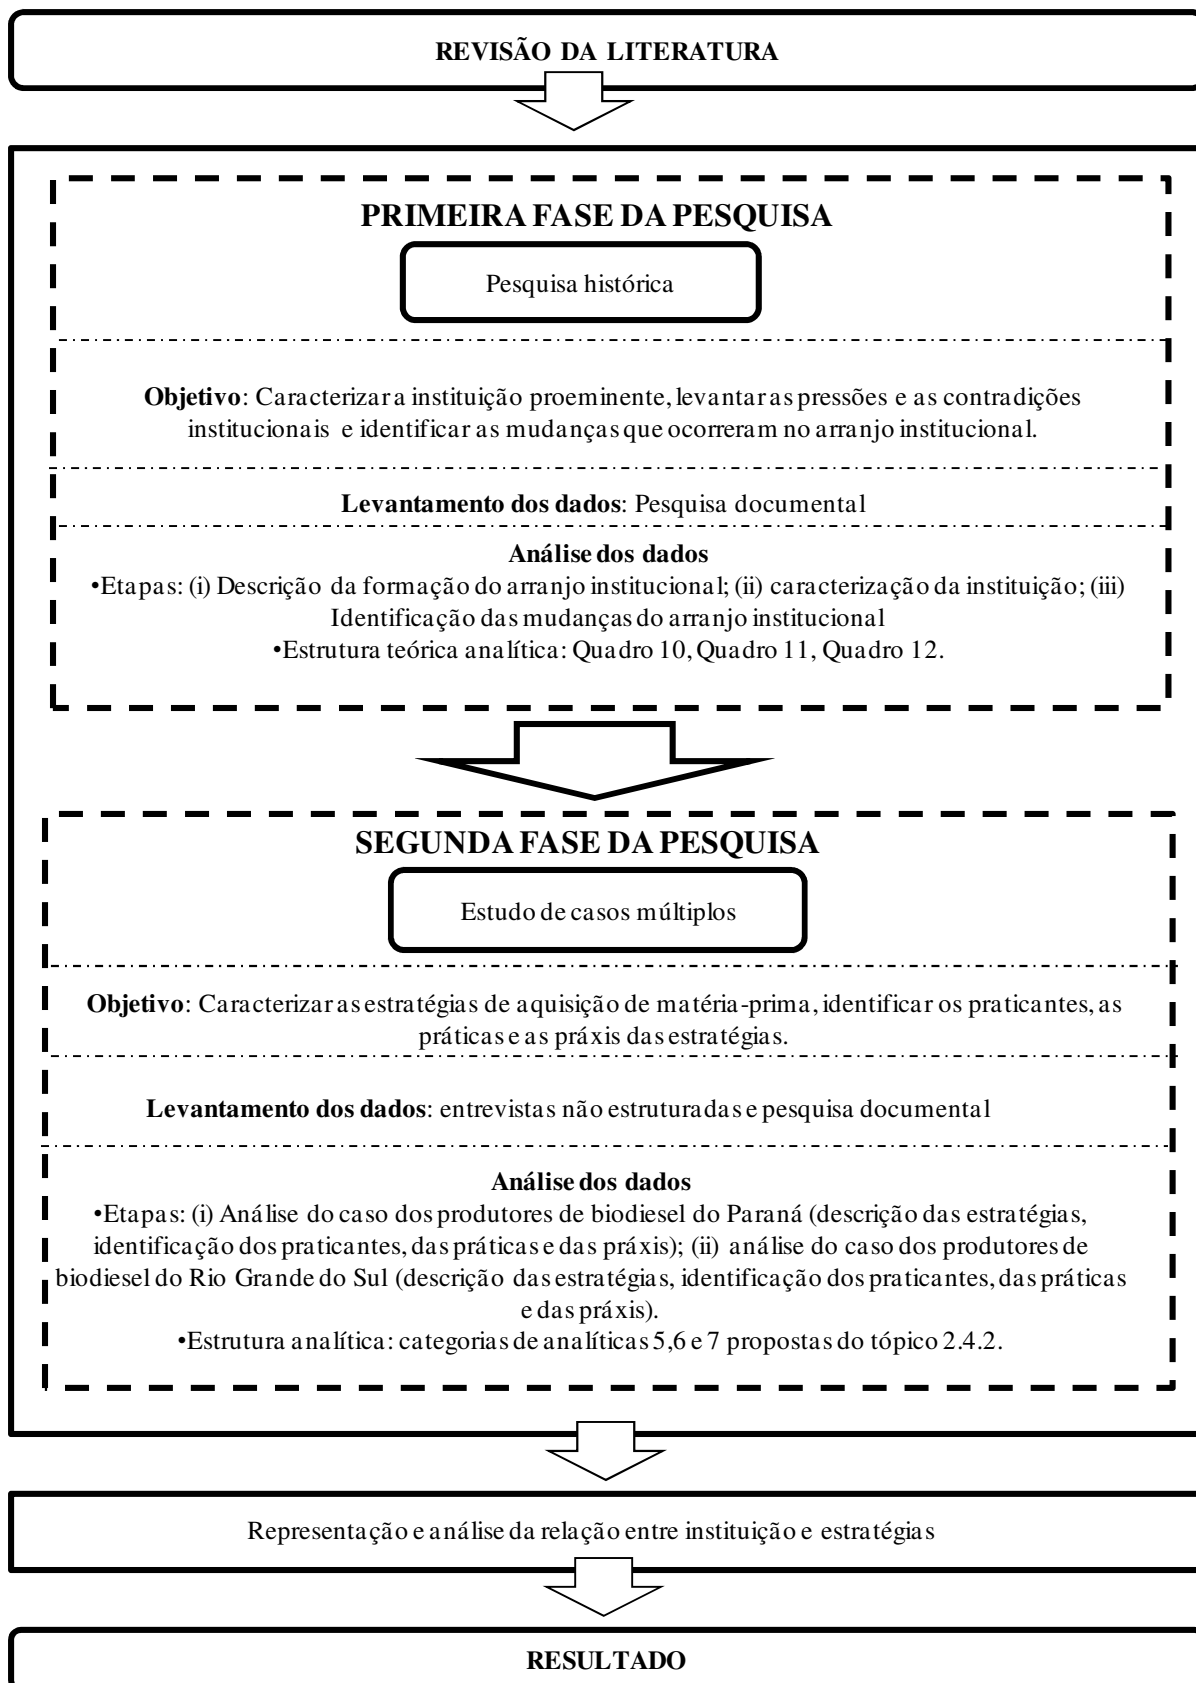 REVISÃO DA LITERATURA
PRIMEIRA FASE DA PESQUISA
Pesquisa histórica
Objetivo: Caracterizar a instituição proeminente, levantar as pressões e as contradições
institucionais e identificar as mudanças que ocorreram no arranjo institucional.
Levantamento dos dados: Pesquisa documental
Análise dos dados
•Etapas: (i) Descrição da formação do arranjo institucional; (ii) caracterização da instituição; (iii)
Identificação das mudanças do arranjo institucional
•Estrutura teórica analítica: Quadro 10, Quadro 11, Quadro 12.
SEGUNDA FASE DA PESQUISA
Estudo de casos múltiplos
Objetivo: Caracterizar as estratégias de aquisição de matéria-prima, identificar os praticantes, as
práticas e as práxis das estratégias.
Levantamento dos dados: entrevistas não estruturadas e pesquisa documental
Análise dos dados
•Etapas: (i) Análise do caso dos produtores de biodiesel do Paraná (descrição das estratégias,
identificação dos praticantes, das práticas e das práxis); (ii) análise do caso dos produtores de
biodiesel do Rio Grande do Sul (descrição das estratégias, identificação dos praticantes, das práticas
e das práxis).
•Estrutura analítica: categorias de analíticas 5,6 e 7 propostas do tópico 2.4.2.
Representação e análise da relação entre instituição e estratégias
RESULTADO